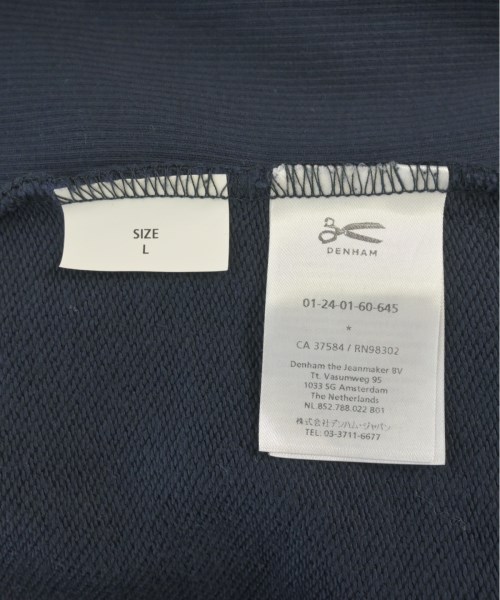 SIZE
L
DENHAM
01-24-01-60-645
*
CA 37584 / RN98302
Denham the Jeanmaker BV
Tt. Vasumweg 95
1033 SG Amsterdam
The Netherlands
NL.852.788.022 B01
株式会社デンハム・ジャパン
TEL: 03-3711-6677